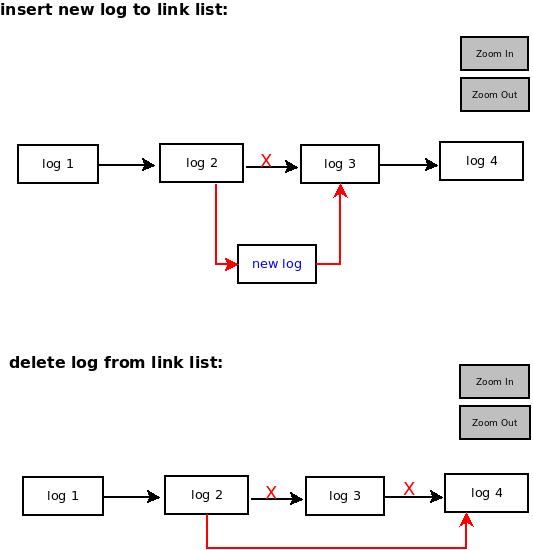 insert new log to link list:
Zoom In
Zoom Out
log 1
log 2
X
log 3
log 4
new log
delete log from link list:
Zoom In
Zoom Out
log 1
log 2
X
log 3
X
log 4